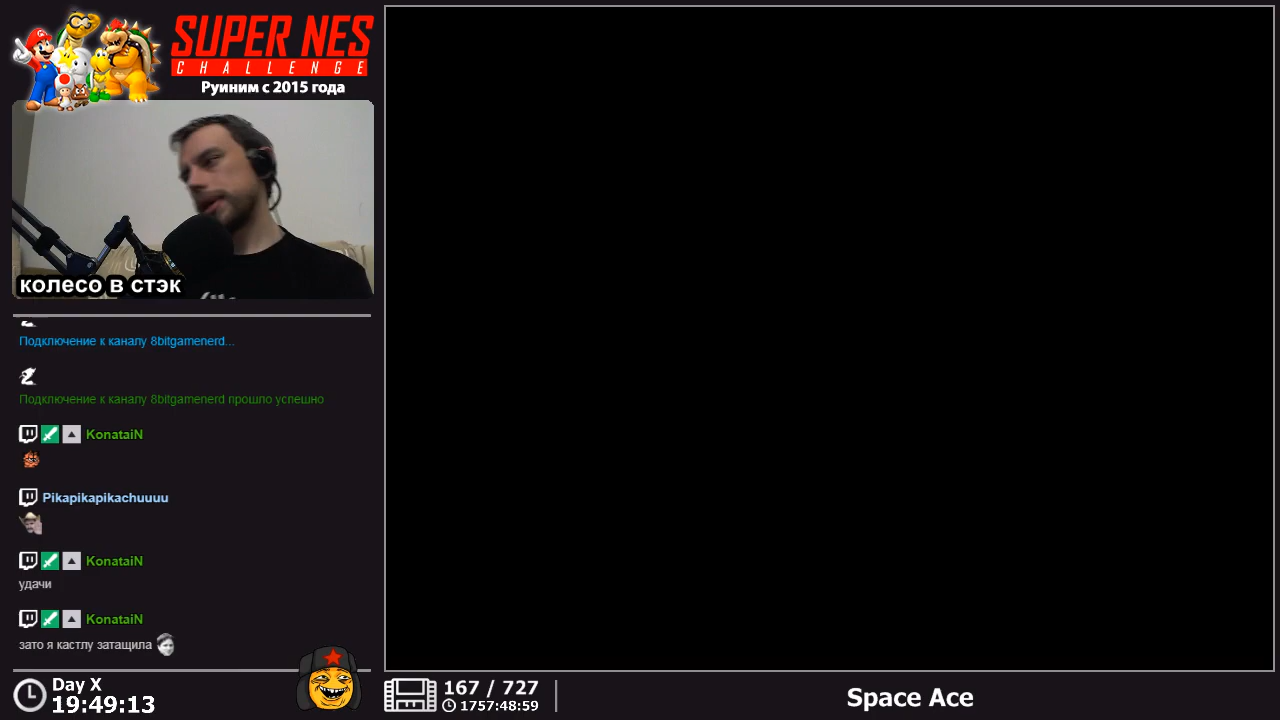 SUPER NES
CHALLENGE
Руиним с 2015 года
колесо в стэк
Подключение к каналу 8bitgamenerd...
Подключение к каналу 8bitgamenerd прошло успешно
KonataiN
Pikapikapikachuuuu
KonataiN
удачи
KonataiN
зато я кастлу затащила
Day X
19:49:13
167 / 727
1757:48:59
Space Ace